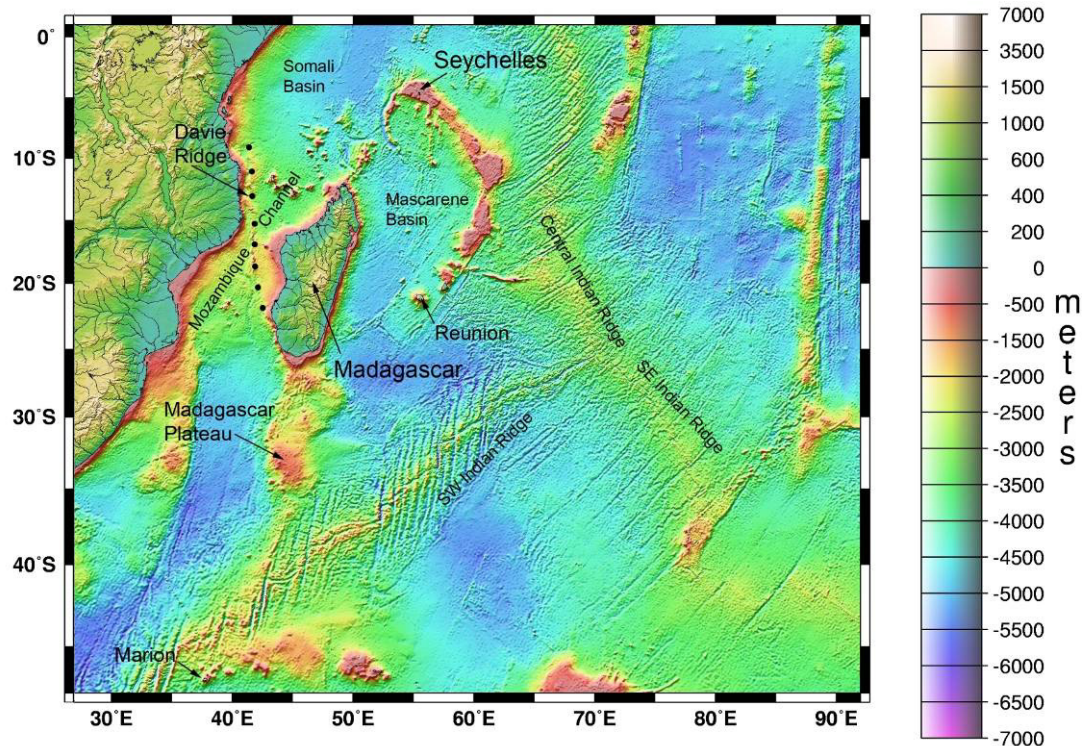 0°
10°S
20°S
30°S
40°S
30°E
40°E
50°E
60°E
70°E
80°E
90°E
Somali
Basin
Seychelles
Davie
Ridge
Mozambique Channel
Mascarene
Basin
Central Indian Ridge
Reunion
Madagascar
SE Indian Ridge
Madagascar
Plateau
SW Indian Ridge
Marion
7000
3500
1500
1000
600
400
200
0
-500
-1500
-2000
-2500
-3000
-3500
-4000
-4500
-5000
-5500
-6000
-6500
-7000
meters